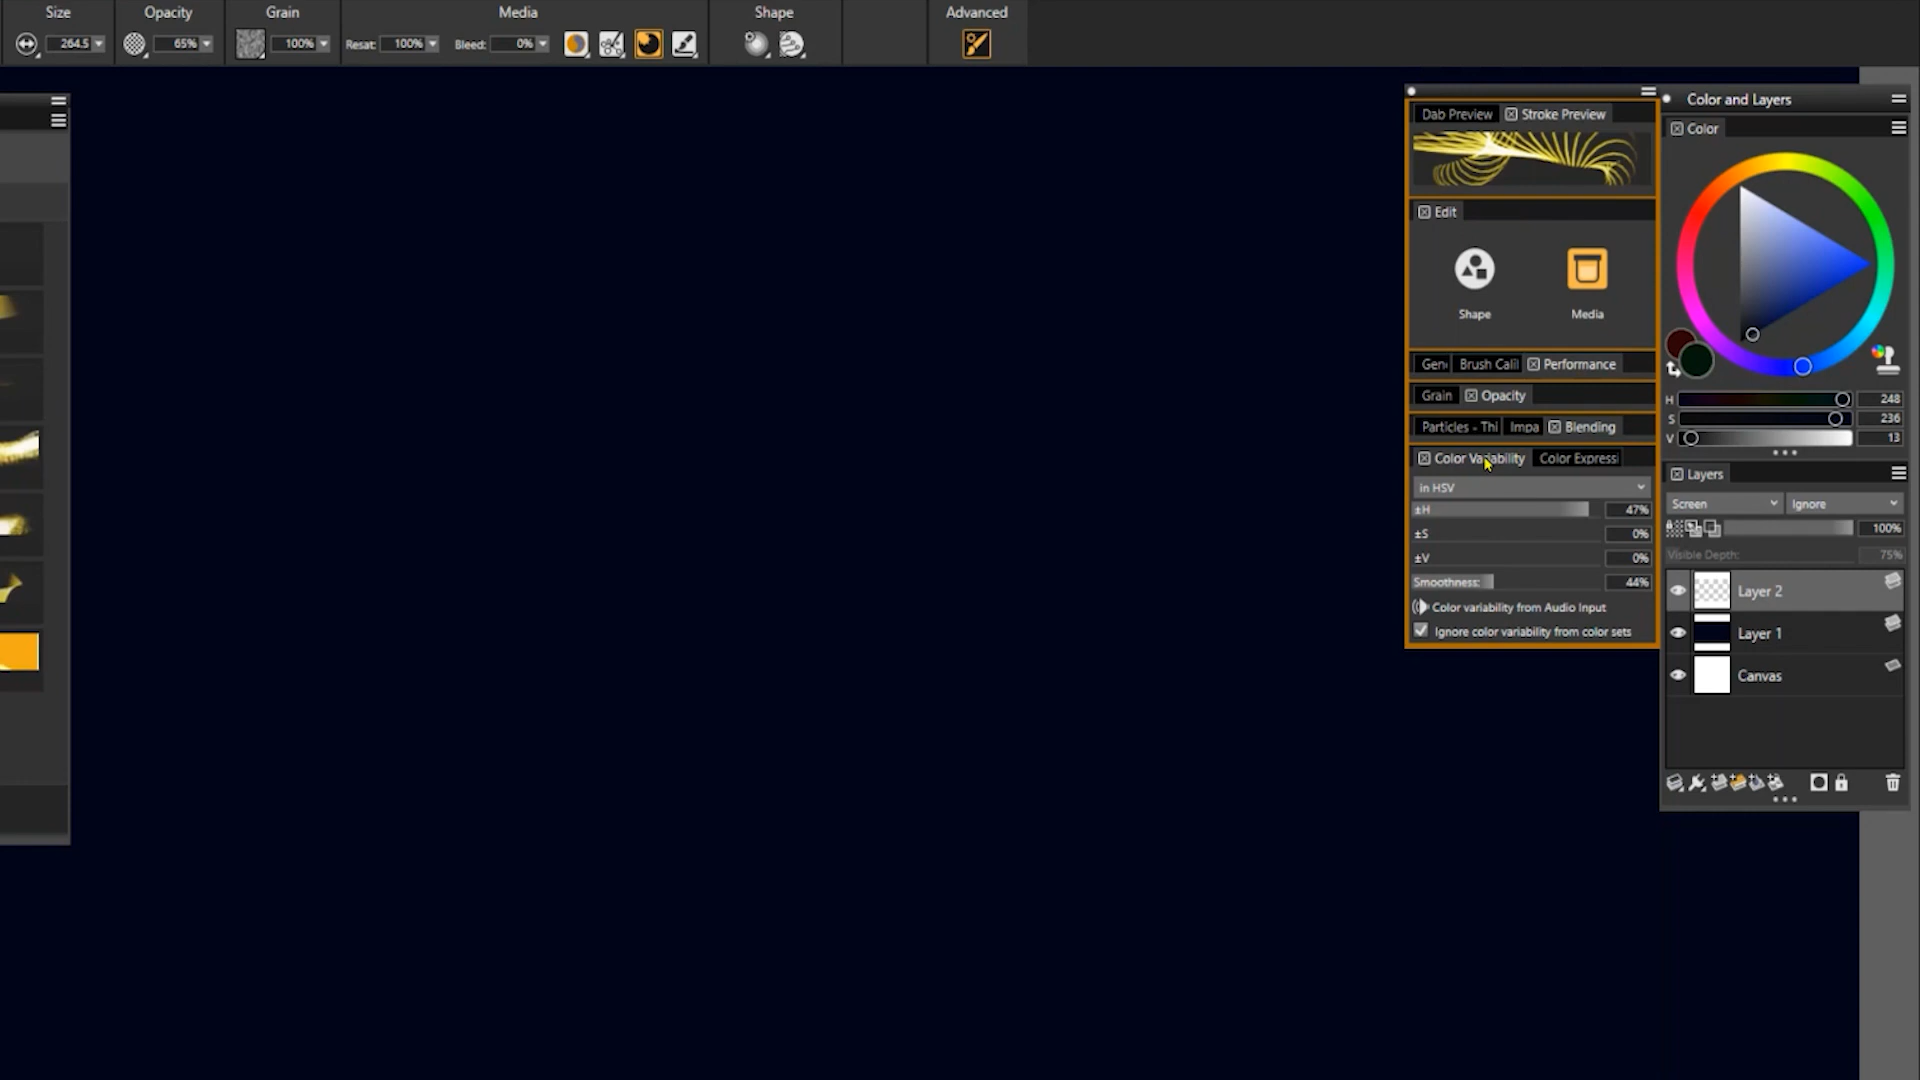 Size Opacity Grain Media Shape Advanced
264.5 65% 100% Resat: 100% Bleed: 0%
Dab Preview Stroke Preview
Edit
Shape Media
Gen Brush Cali Performance
Grain Opacity
Particles - Thi Impa Blending
Color Variability Color Expressi
in HSV
±H 47%
±S 0%
±V 0%
Smoothness: 44%
Color variability from Audio Input
Ignore color variability from color sets
Color and Layers
Color
H 248
S 236
V 13
Layers
Screen Ignore
100%
Visible Depth: 75%
Layer 2
Layer 1
Canvas